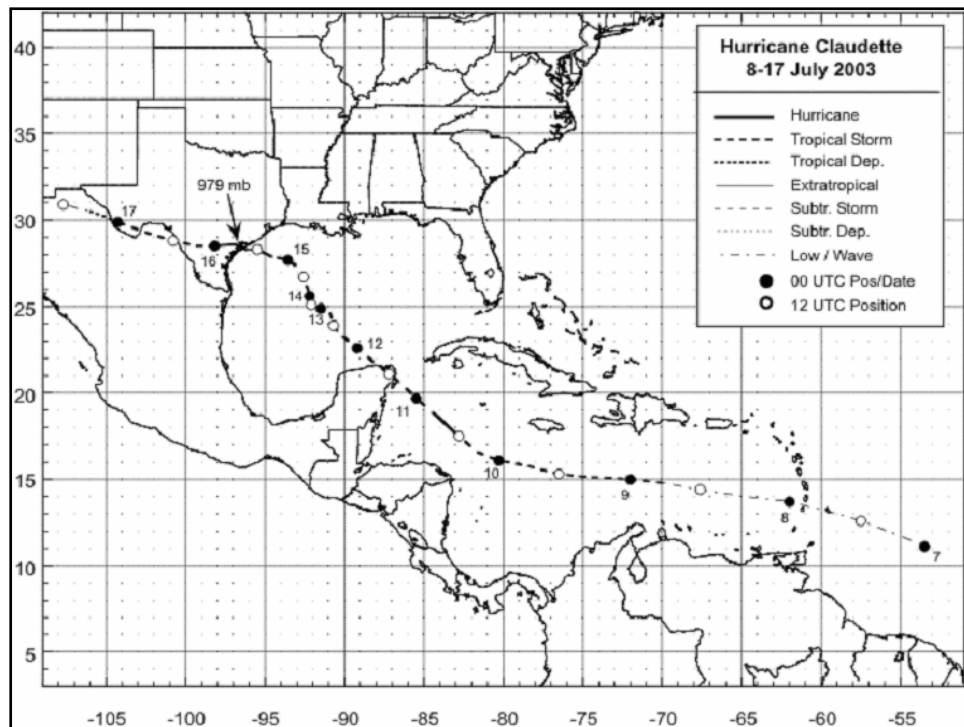 Hurricane Claudette
8-17 July 2003
Hurricane
Tropical Storm
Tropical Dep.
Extratropical
Subtr. Storm
Subtr. Dep.
Low / Wave
00 UTC Pos/Date
12 UTC Position
979 mb
40
35
30
25
20
15
10
5
17
16
15
14
13
12
11
10
9
8
7
-105
-100
-95
-90
-85
-80
-75
-70
-65
-60
-55